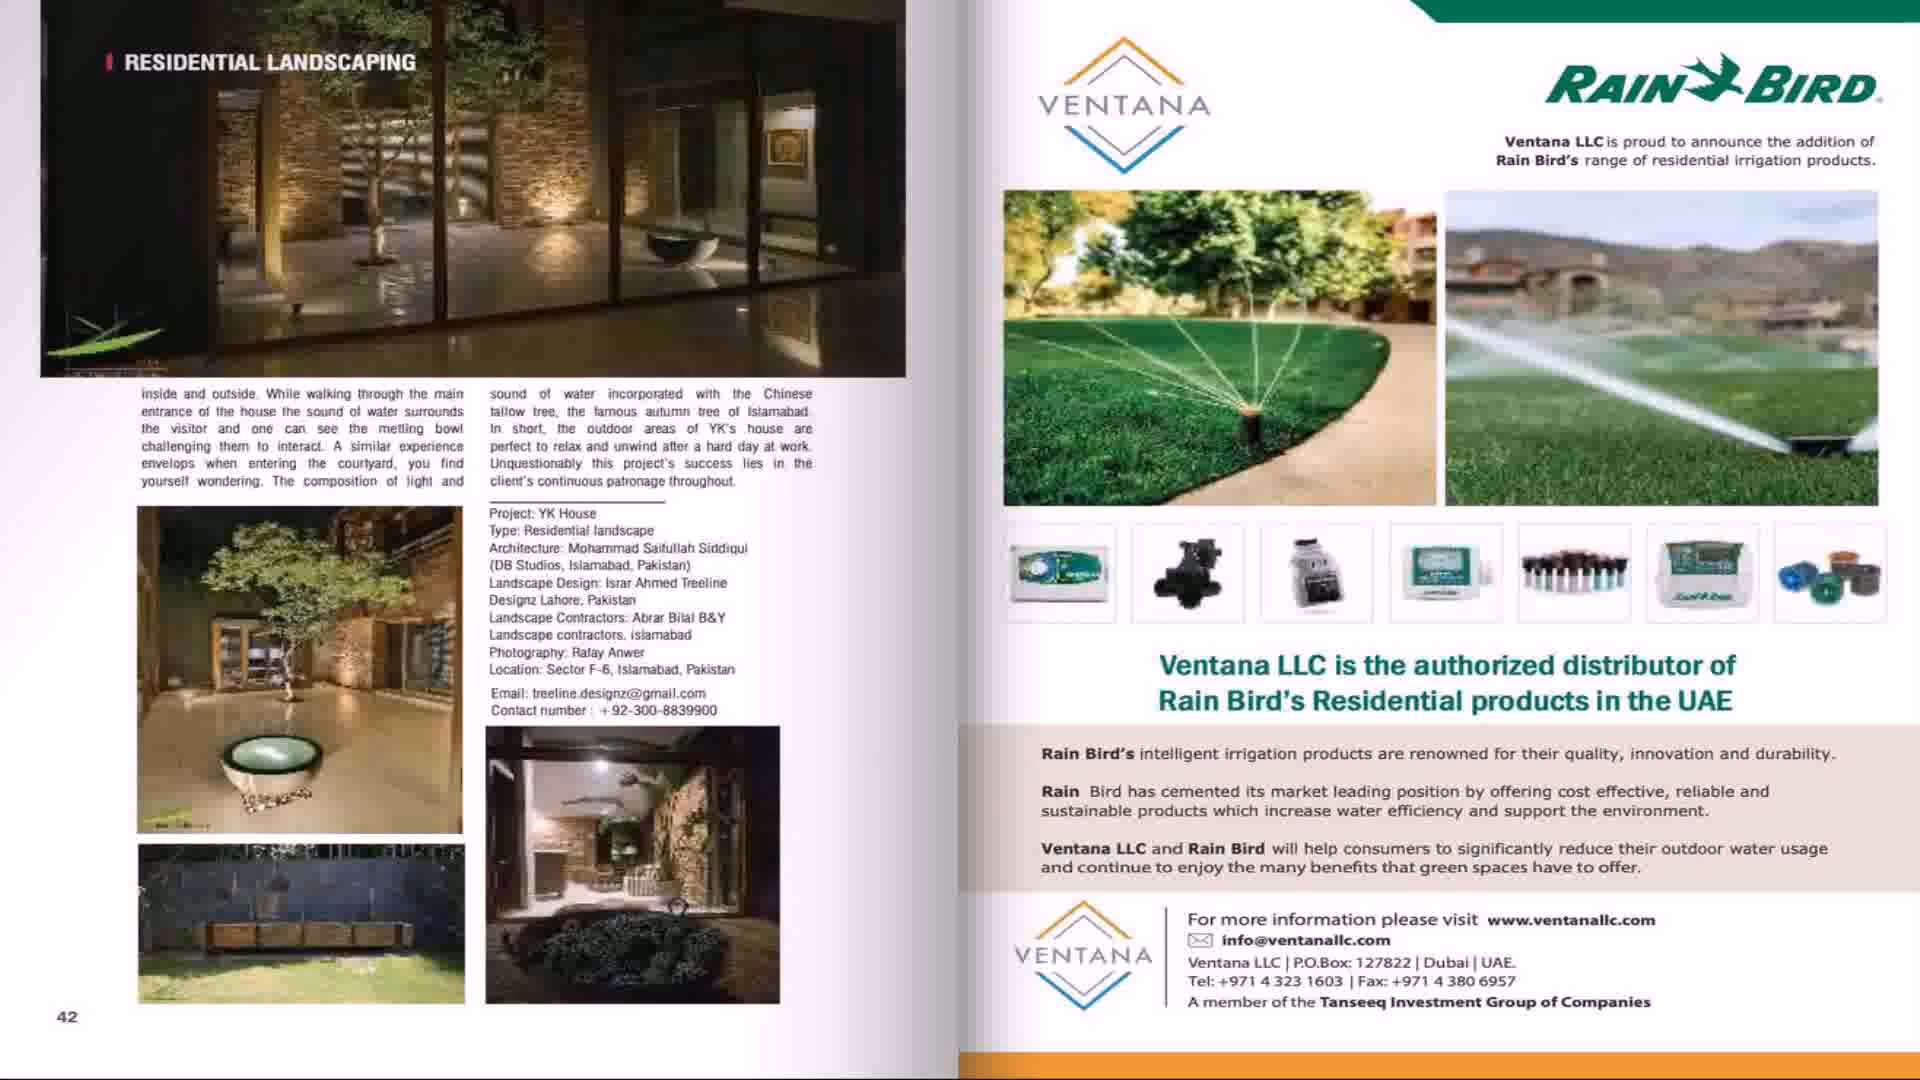 RESIDENTIAL LANDSCAPING
inside and outside. While walking through the main
entrance of the house the sound of water surrounds
the visitor and one can see the metling bowl
challenging them to interact. A similar experience
envelops when entering the courtyard, you find
yourself wondering. The composition of light and
sound of water incorporated with the Chinese
tallow tree, the famous autumn tree of Islamabad.
In short, the outdoor areas of YK's house are
perfect to relax and unwind after a hard day at work.
Unquestionably this project's success lies in the
client's continuous patronage throughout.
Project: YK House
Type: Residential landscape
Architecture: Mohammad Saifullah Siddiqui
(DB Studios, Islamabad, Pakistan)
Landscape Design: Israr Ahmed Treeline
Designz Lahore, Pakistan
Landscape Contractors: Abrar Bilal B&Y
Landscape contractors, islamabad
Photography: Rafay Anwer
Location: Sector F-6, Islamabad, Pakistan
Email: treeline.designz@gmail.com
Contact number : +92-300-8839900
42
VENTANA
RAIN BIRD
Ventana LLC is proud to announce the addition of
Rain Bird's range of residential irrigation products.
RAIN BIRD
Ventana LLC is the authorized distributor of
Rain Bird's Residential products in the UAE
Rain Bird's intelligent irrigation products are renowned for their quality, innovation and durability.
Rain Bird has cemented its market leading position by offering cost effective, reliable and
sustainable products which increase water efficiency and support the environment.
Ventana LLC and Rain Bird will help consumers to significantly reduce their outdoor water usage
and continue to enjoy the many benefits that green spaces have to offer.
VENTANA
For more information please visit www.ventanallc.com
info@ventanallc.com
Ventana LLC | P.O.Box: 127822 | Dubai | UAE.
Tel: +971 4 323 1603 | Fax: +971 4 380 6957
A member of the Tanseeq Investment Group of Companies